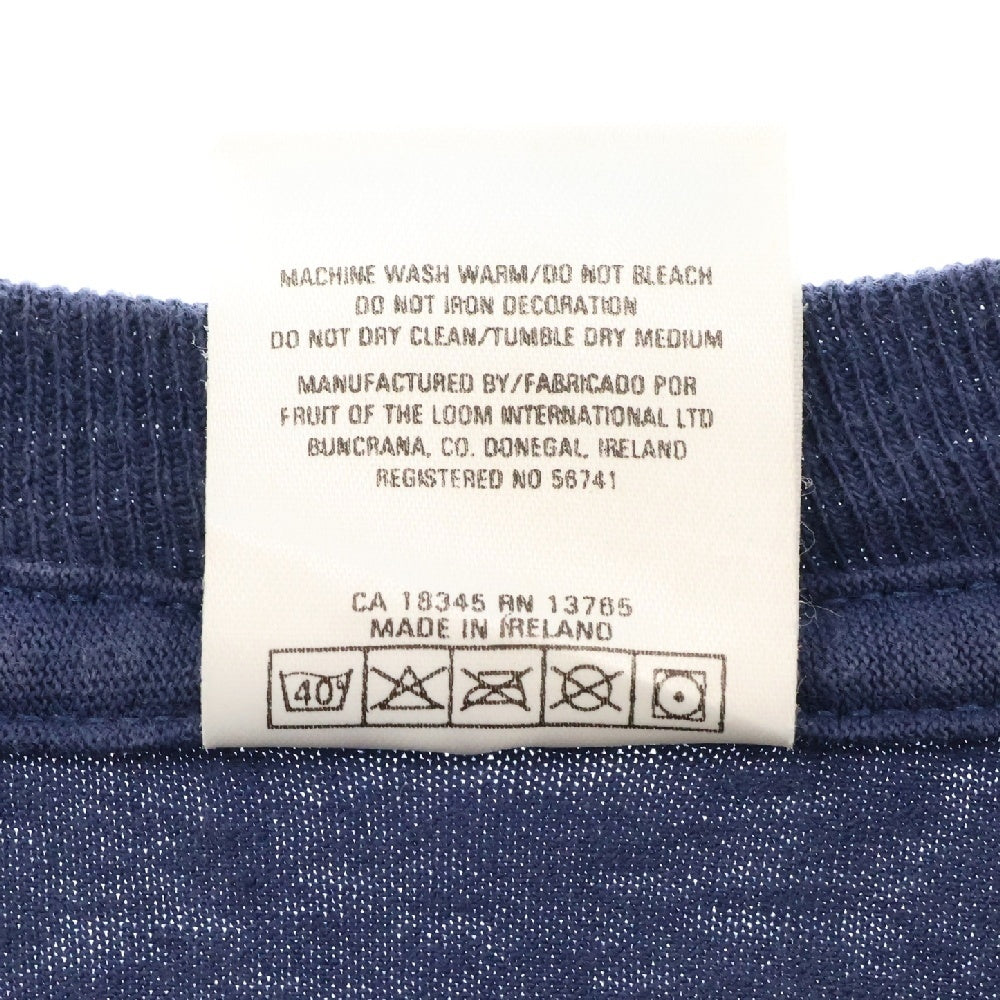 MACHINE WASH WARM/DO NOT BLEACH
DO NOT IRON DECORATION
DO NOT DRY CLEAN/TUMBLE DRY MEDIUM
MANUFACTURED BY/FABRICADO POR
FRUIT OF THE LOOM INTERNATIONAL LTD
BUNCRANA, CO. DONEGAL, IRELAND
REGISTERED NO 56741
CA 18345 RN 13765
MADE IN IRELAND
40°